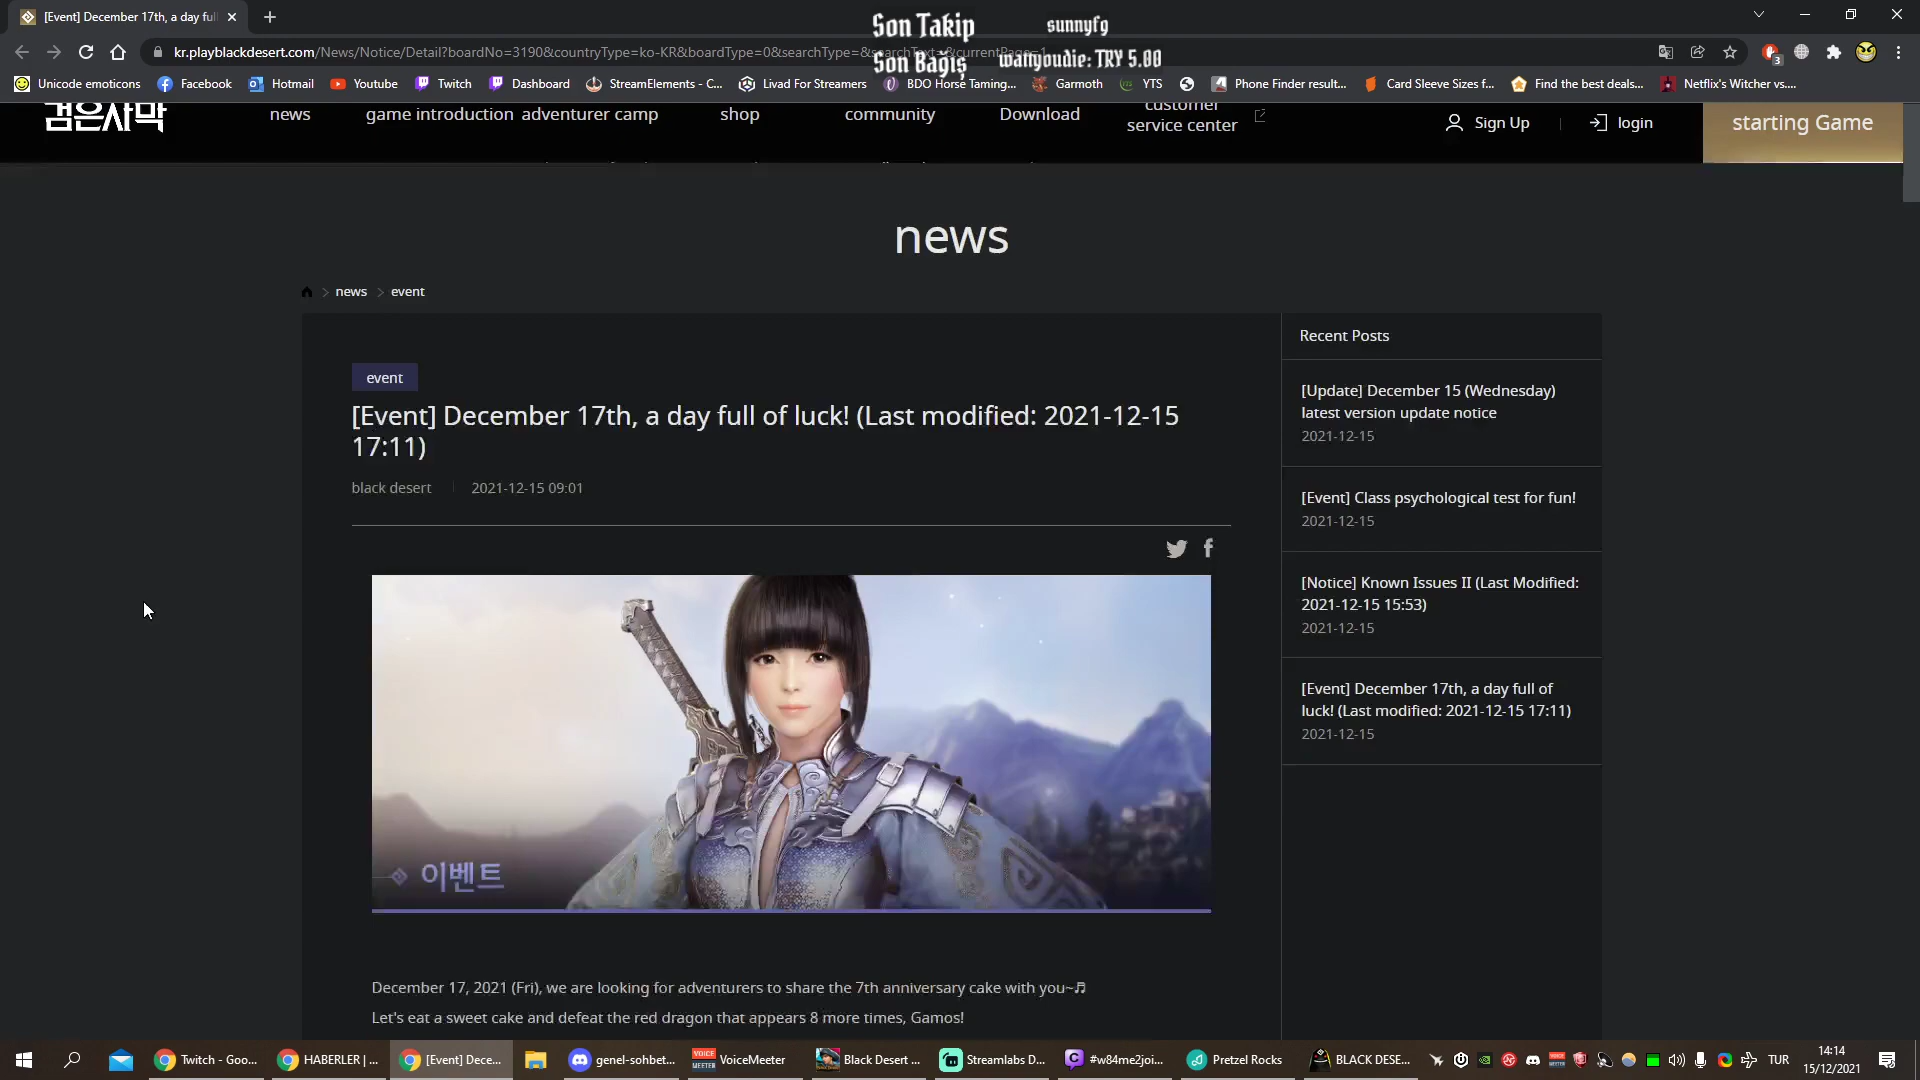 [Event] December 17th, a day full
Son Takip
sunnyfg
kr.playblackdesert.com/News/Notice/Detail?boardNo=3190&countryType=ko-KR&boardType=0&searchType=&searchText=&currentPage=1
Son Bağış
wanyoudie: TRY 5.00
3
Unicode emoticons
Facebook
Hotmail
Youtube
Twitch
Dashboard
StreamElements - C...
Livad For Streamers
BDO Horse Taming...
Garmoth
YTS
Phone Finder result...
Card Sleeve Sizes f...
Find the best deals...
Netflix's Witcher vs....
검은사막
news
game introduction
adventurer camp
shop
community
Download
customer
service center
Sign Up
login
starting Game
news
news
event
event
[Event] December 17th, a day full of luck! (Last modified: 2021-12-15
17:11)
black desert
2021-12-15 09:01
이벤트
December 17, 2021 (Fri), we are looking for adventurers to share the 7th anniversary cake with you~♬
Let's eat a sweet cake and defeat the red dragon that appears 8 more times, Gamos!
Recent Posts
[Update] December 15 (Wednesday)
latest version update notice
2021-12-15
[Event] Class psychological test for fun!
2021-12-15
[Notice] Known Issues II (Last Modified:
2021-12-15 15:53)
2021-12-15
[Event] December 17th, a day full of
luck! (Last modified: 2021-12-15 17:11)
2021-12-15
Twitch - Goo...
HABERLER | ...
[Event] Dece...
genel-sohbet...
VoiceMeeter
Black Desert ...
Streamlabs D...
#w84me2joi...
Pretzel Rocks
BLACK DESE...
TUR
14:14
15/12/2021